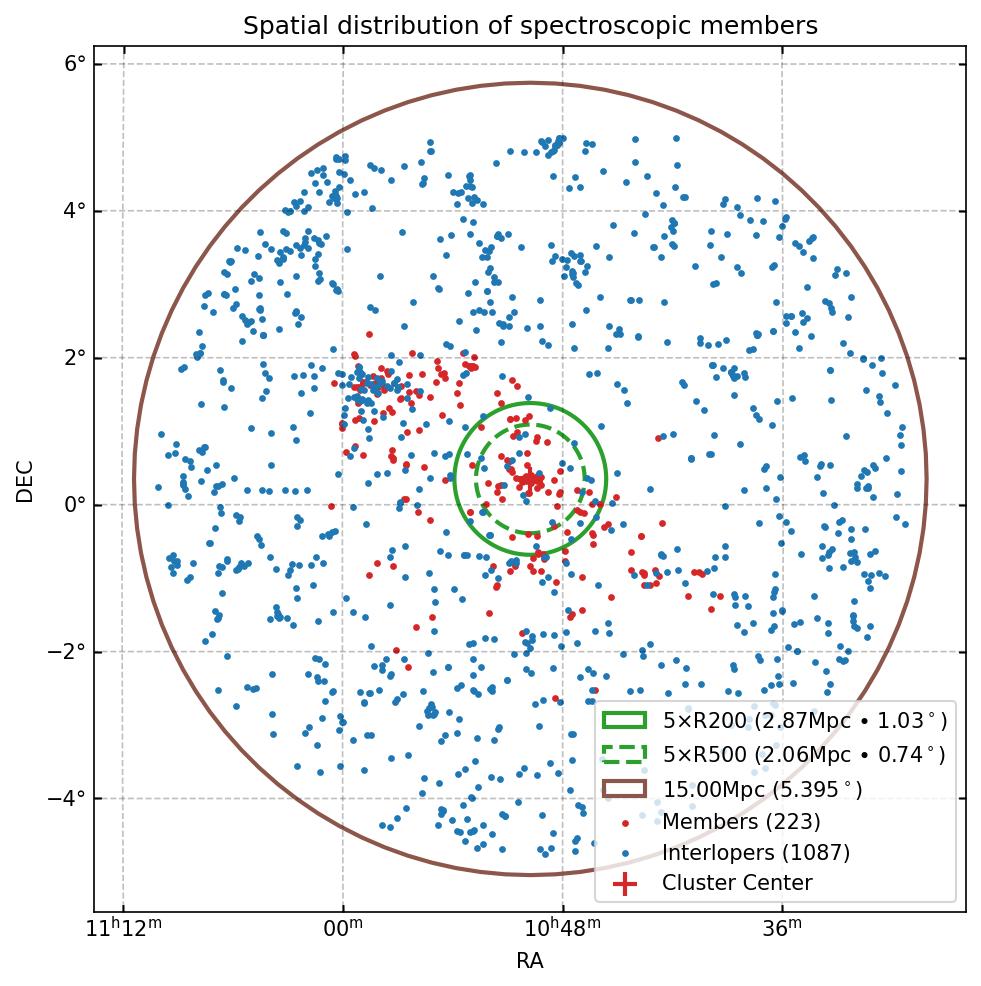 Spatial distribution of spectroscopic members
6°
4°
2°
0°
−2°
−4°
DEC
5×R200 (2.87Mpc • 1.03°)
5×R500 (2.06Mpc • 0.74°)
15.00Mpc (5.395°)
Members (223)
Interlopers (1087)
Cluster Center
11ʰ12ᵐ 00ᵐ 10ʰ48ᵐ 36ᵐ
RA